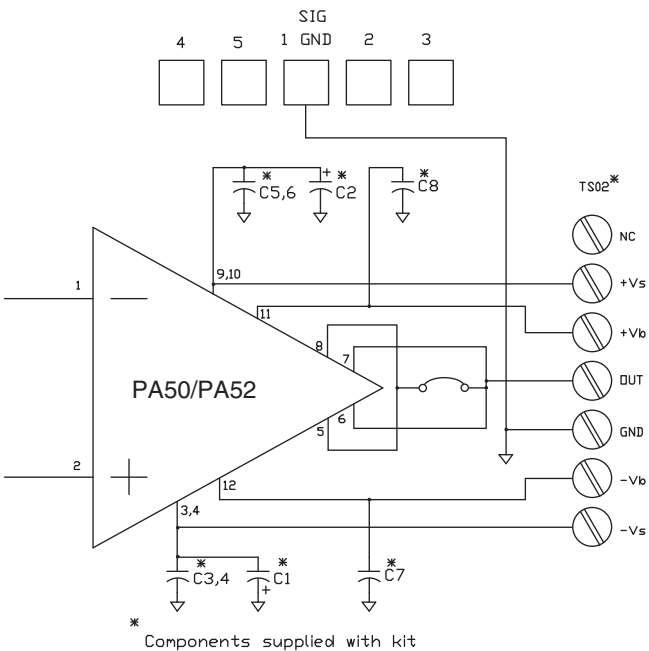 SIG
4 5 1 GND 2 3
* C5,6
+ * C2
* C8
TS02*
NC
9,10
+Vs
1
11
+Vb
8
7
PA50/PA52
OUT
6
5
GND
2
12
-Vb
3,4
-Vs
* C3,4
* C1 +
* C7
* Components supplied with kit